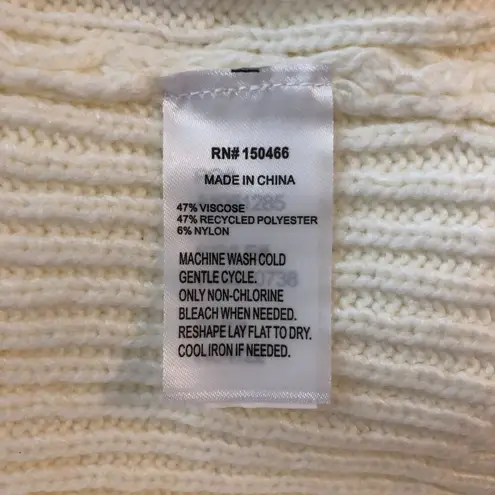 RN# 150466
MADE IN CHINA
47% VISCOSE
47% RECYCLED POLYESTER
6% NYLON
MACHINE WASH COLD
GENTLE CYCLE.
ONLY NON-CHLORINE
BLEACH WHEN NEEDED.
RESHAPE LAY FLAT TO DRY.
COOL IRON IF NEEDED.